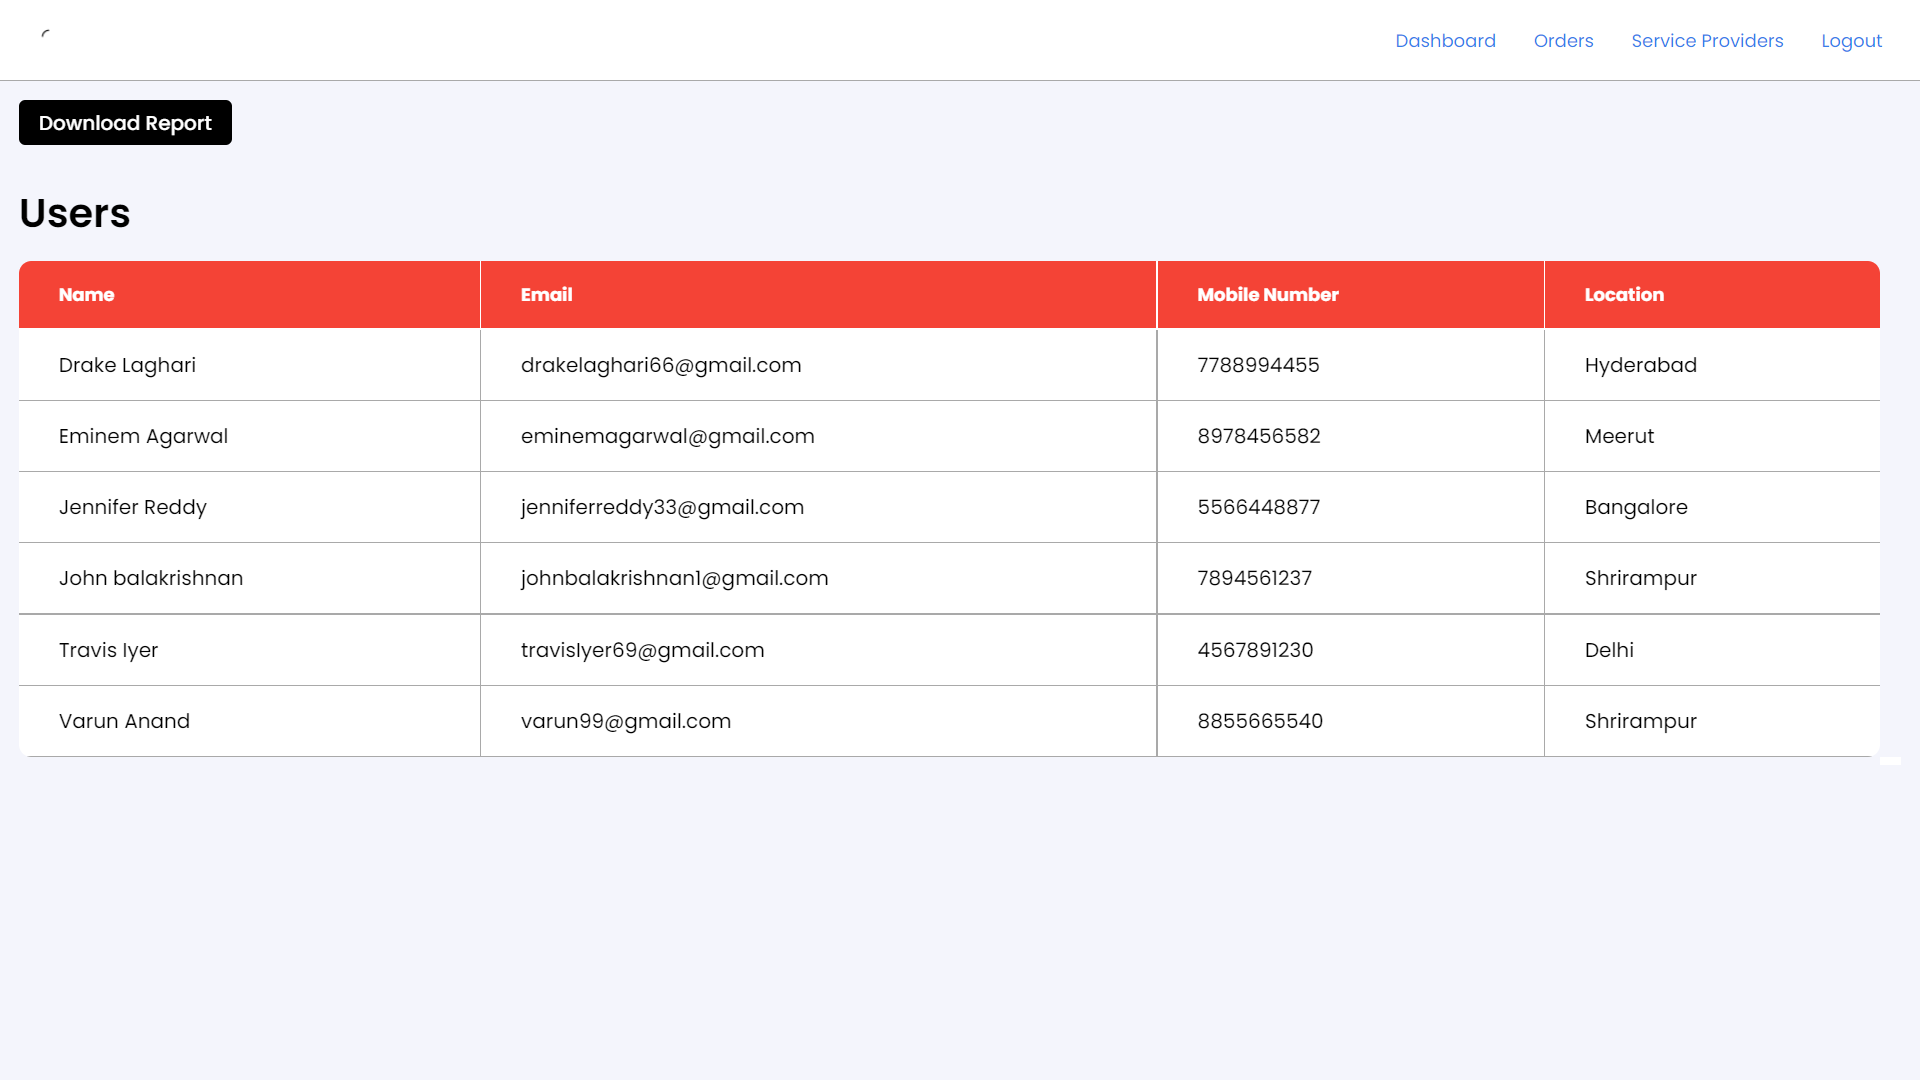 Dashboard Orders Service Providers Logout
Download Report
Users
Name Email Mobile Number Location
Drake Laghari drakelaghari66@gmail.com 7788994455 Hyderabad
Eminem Agarwal eminemagarwal@gmail.com 8978456582 Meerut
Jennifer Reddy jenniferreddy33@gmail.com 5566448877 Bangalore
John balakrishnan johnbalakrishnan1@gmail.com 7894561237 Shrirampur
Travis Iyer travisIyer69@gmail.com 4567891230 Delhi
Varun Anand varun99@gmail.com 8855665540 Shrirampur